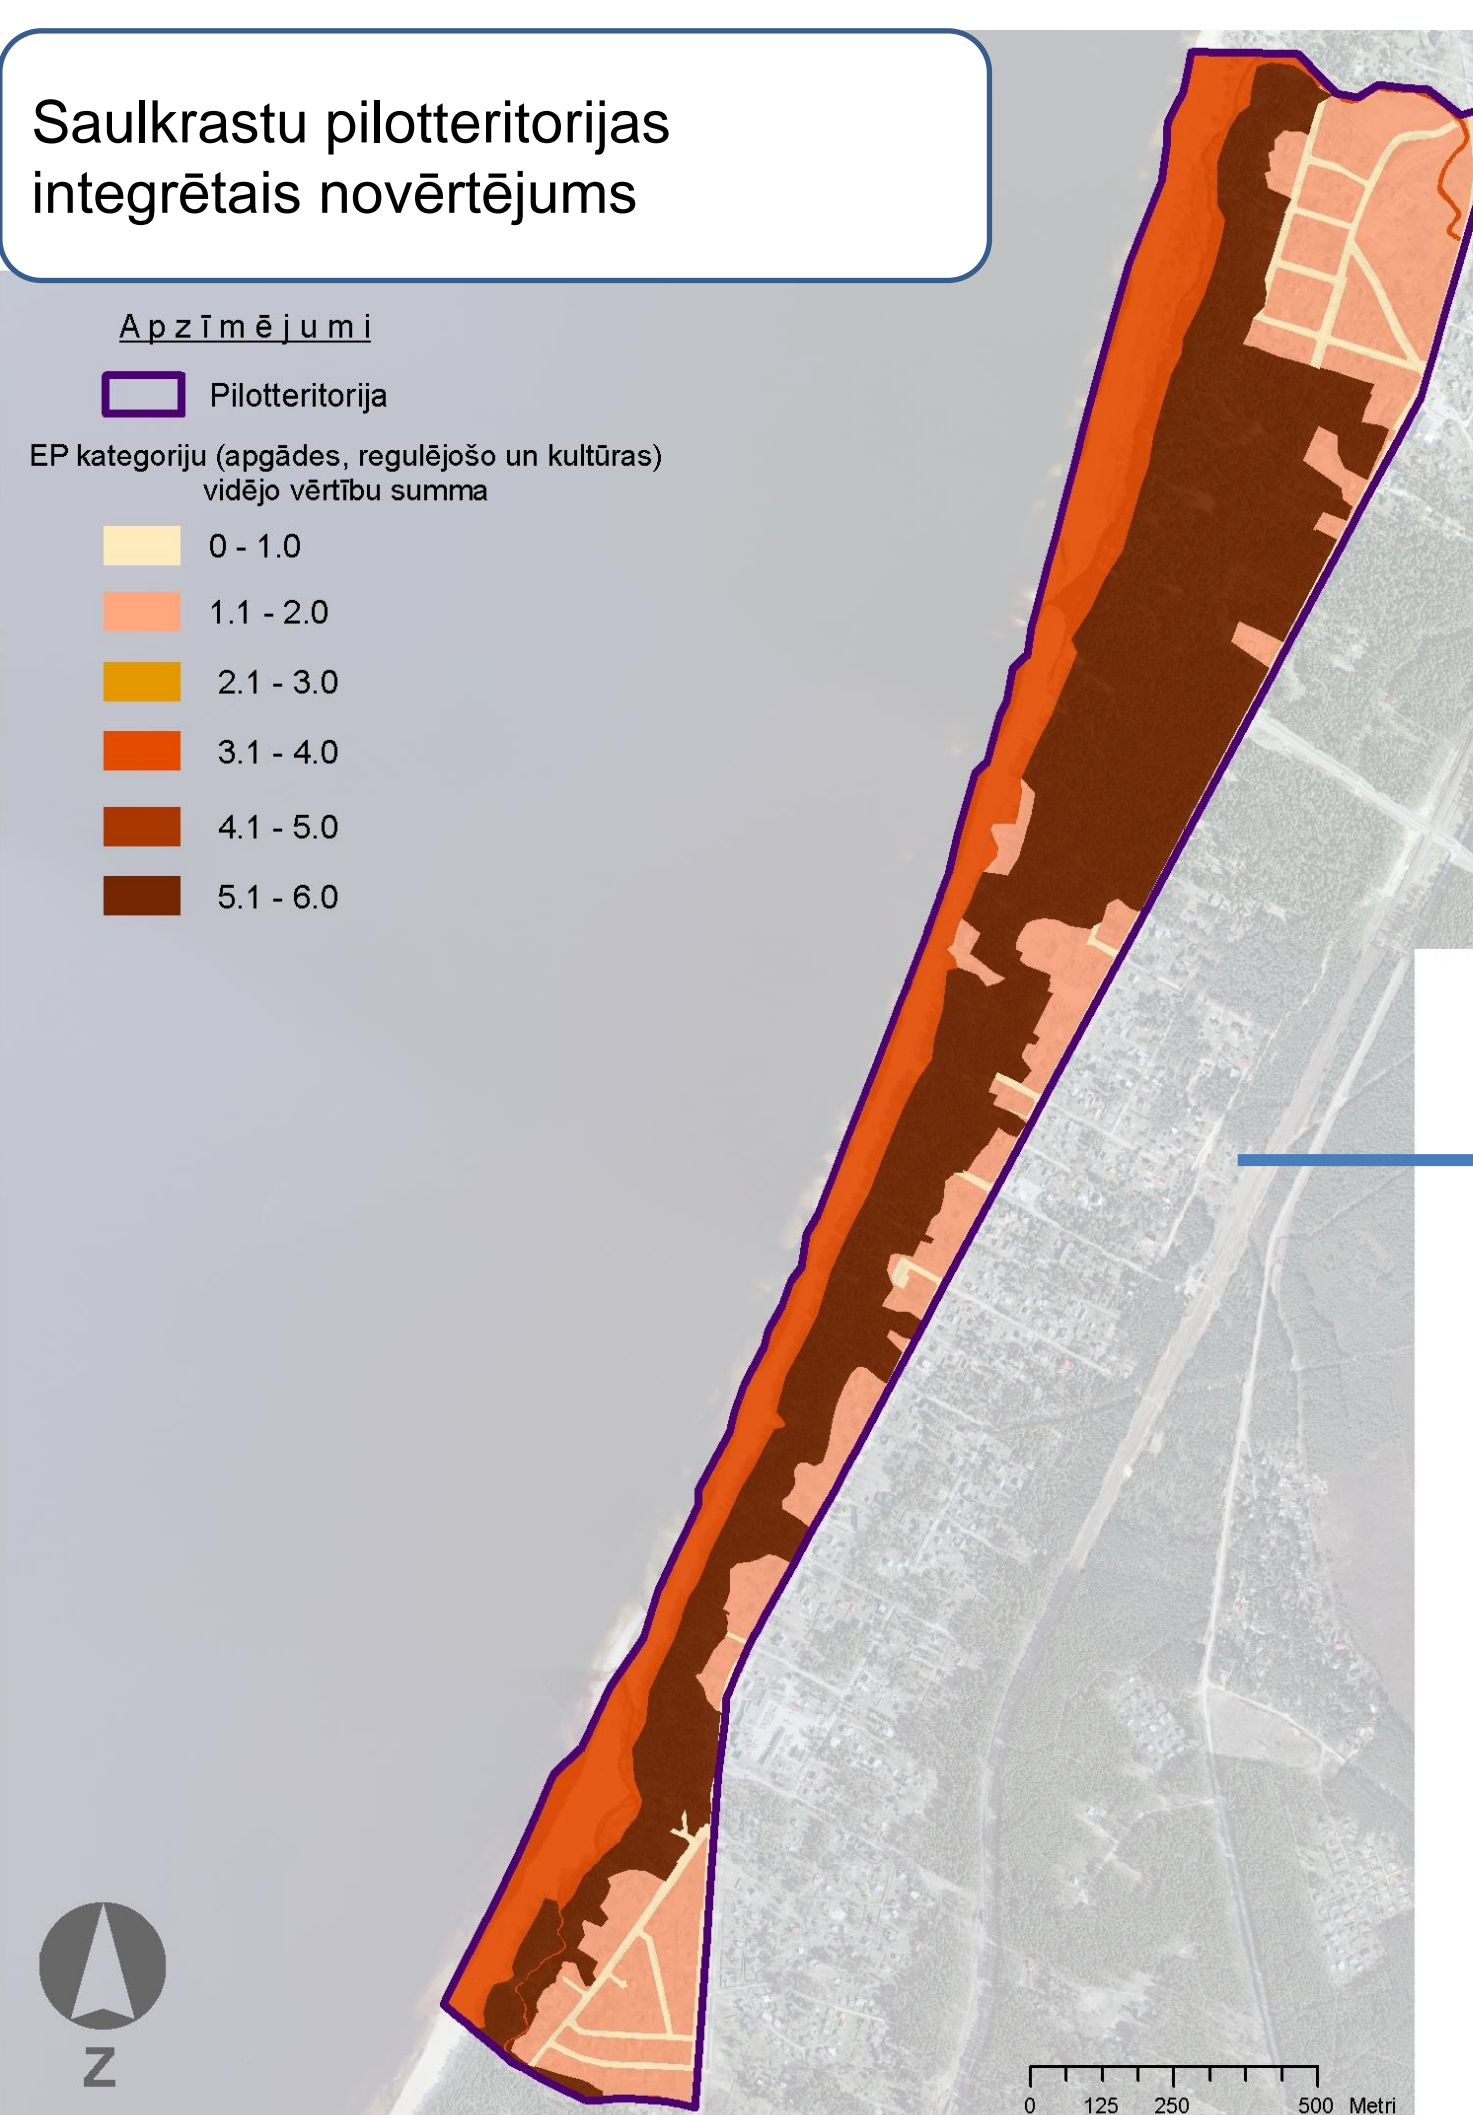 Saulkrastu pilotteritorijas
integrētais novērtējums
Apzīmējumi
Pilotteritorija
EP kategoriju (apgādes, regulējošo un kultūras)
vidējo vērtību summa
0 - 1.0
1.1 - 2.0
2.1 - 3.0
3.1 - 4.0
4.1 - 5.0
5.1 - 6.0
Z
0 125 250 500 Metri